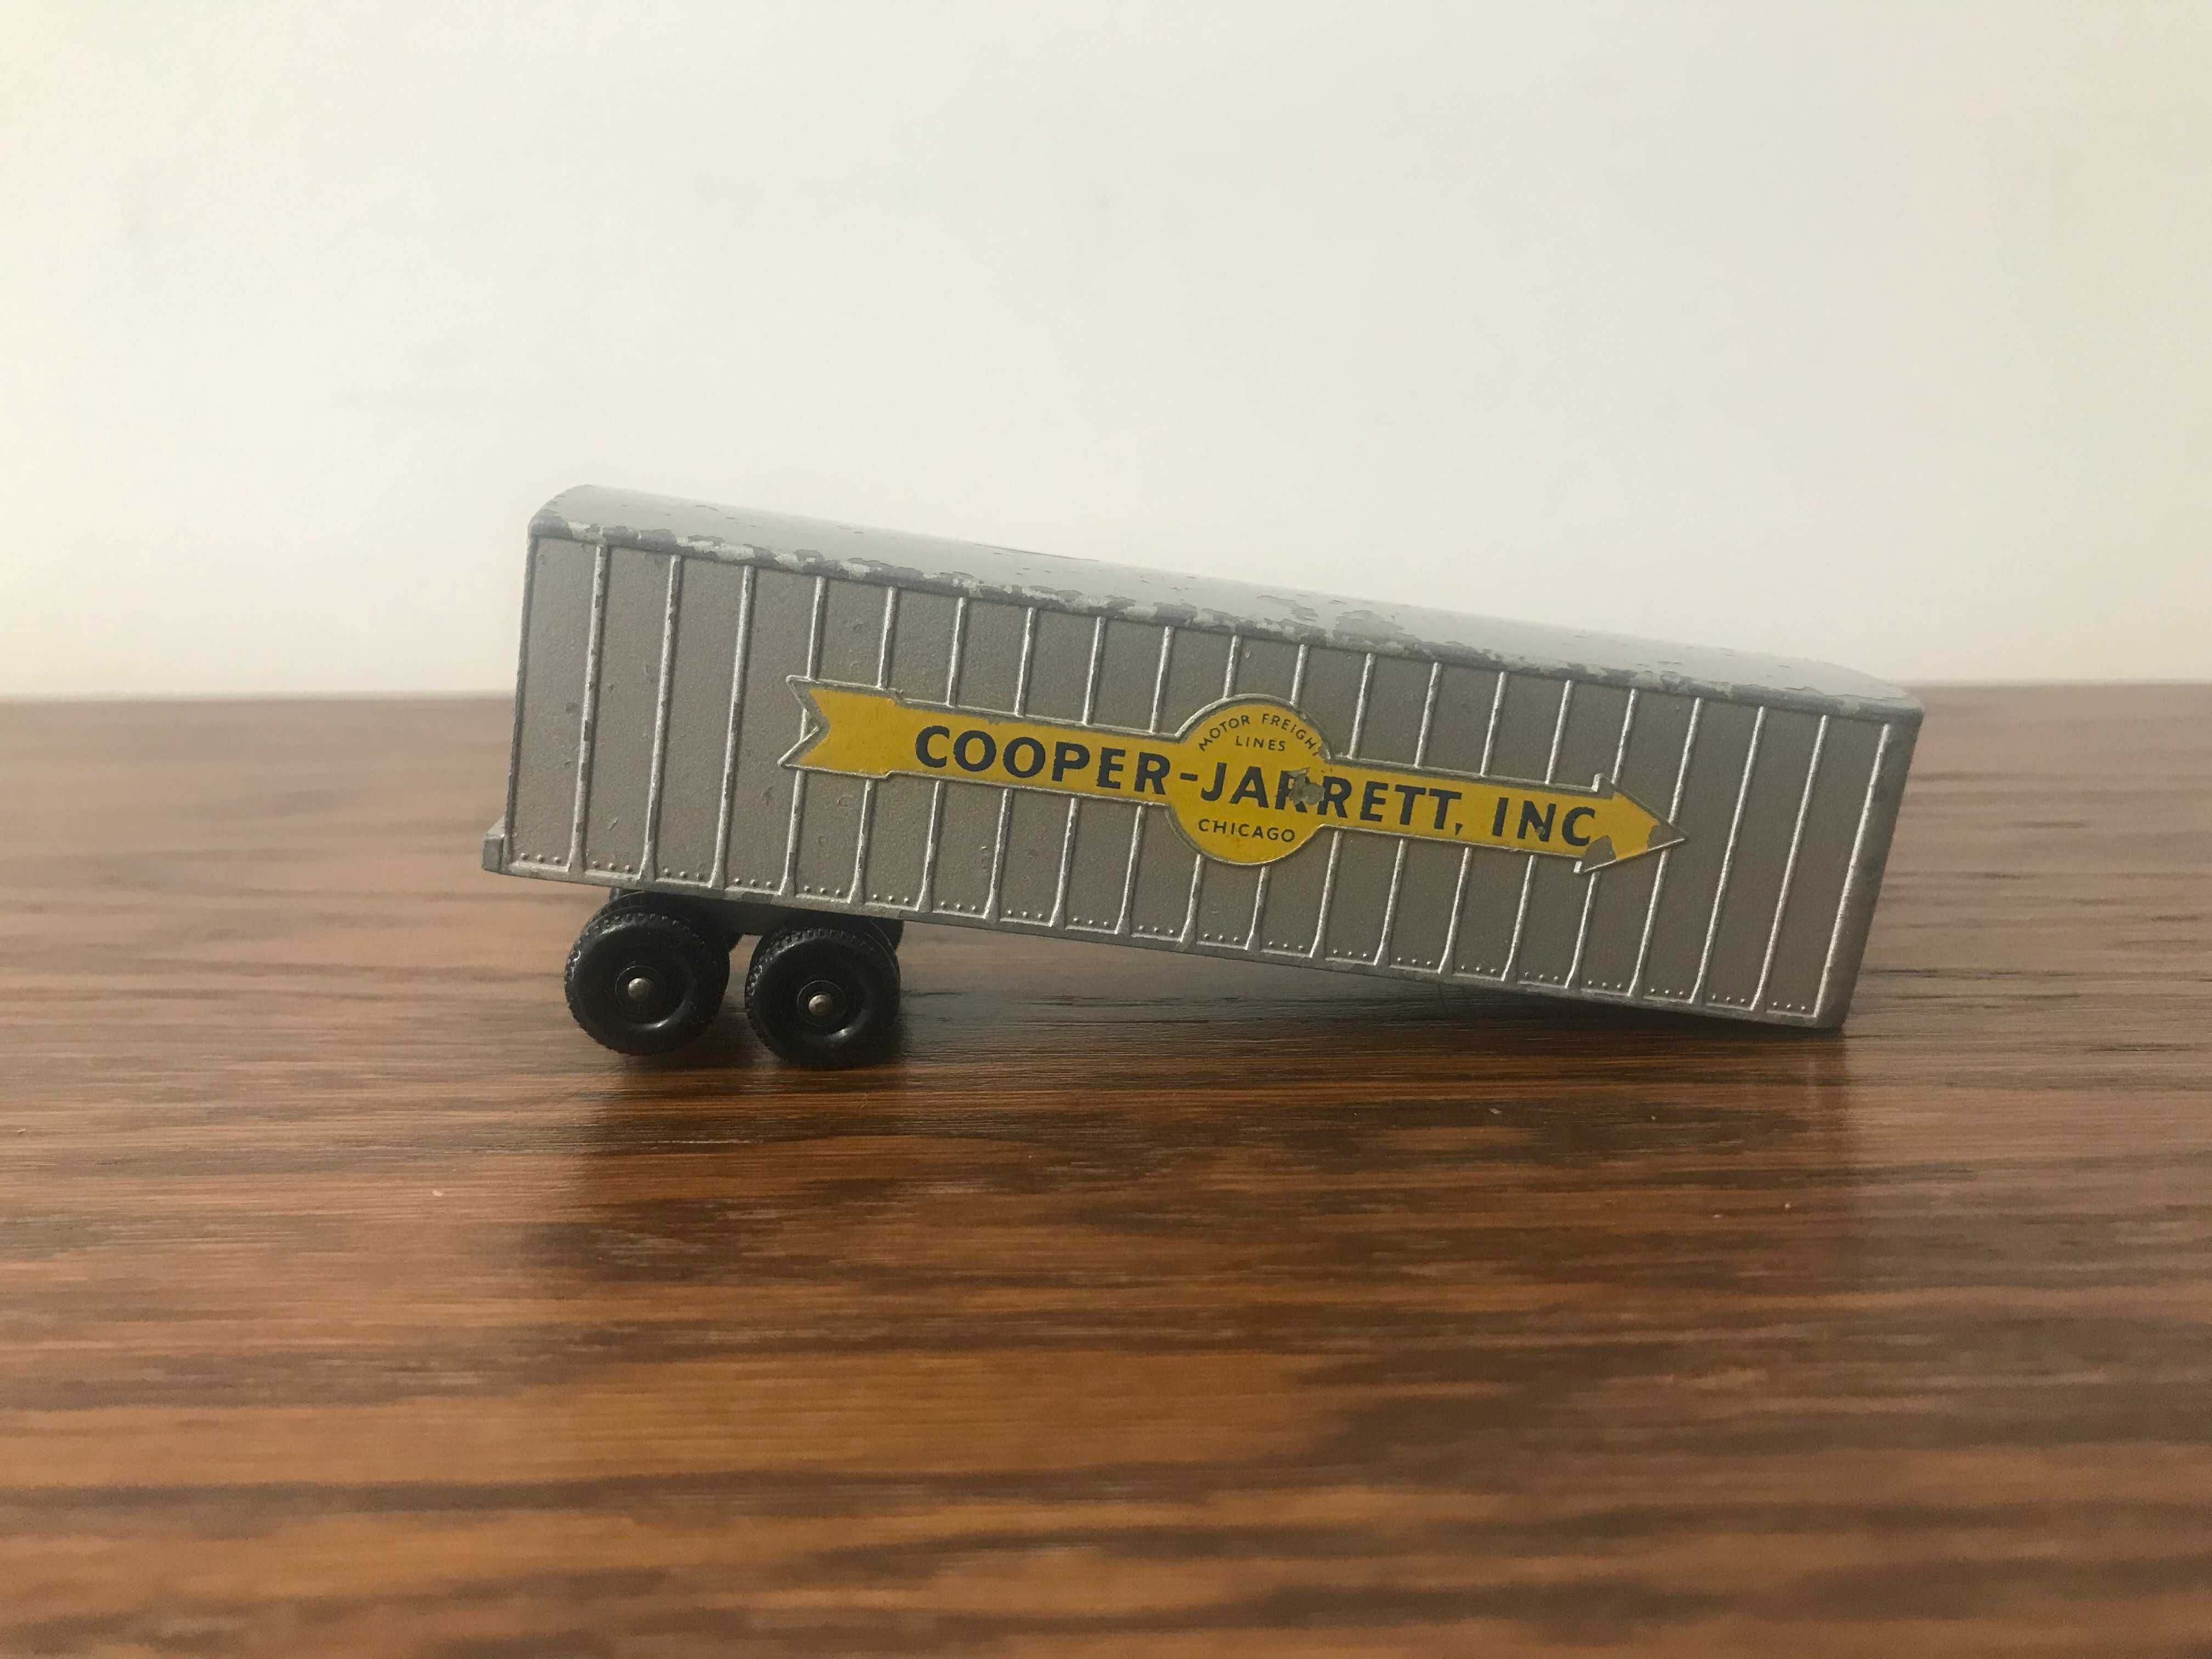 MOTOR FREIGHT
LINES
COOPER-JARRETT, INC
CHICAGO